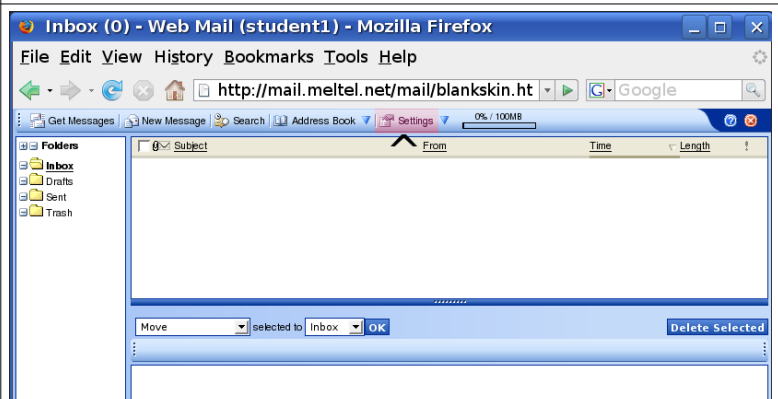 Inbox (0) - Web Mail (student1) - Mozilla Firefox
File Edit View History Bookmarks Tools Help
http://mail.meltel.net/mail/blankskin.ht G Google
Get Messages New Message Search Address Book Settings 0% / 100MB
Folders
Inbox
Drafts
Sent
Trash
Subject From Time Length !
Move selected to Inbox OK Delete Selected